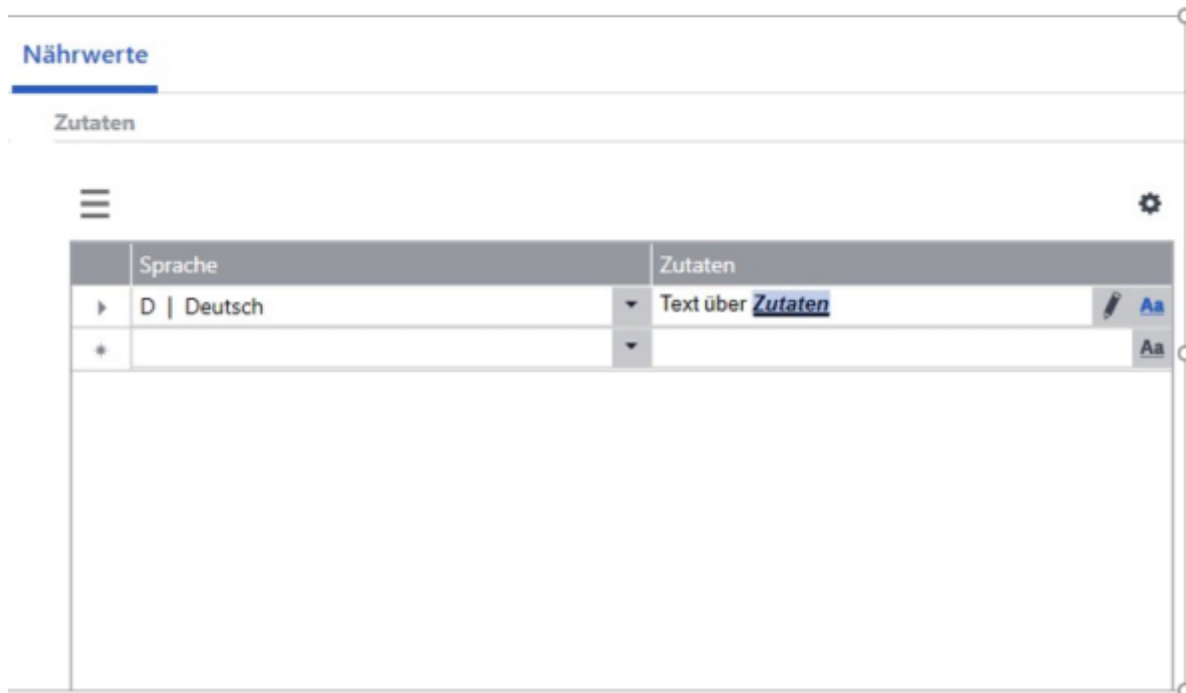 Nährwerte
Zutaten
Sprache Zutaten
D | Deutsch Text über Zutaten Aa
Aa